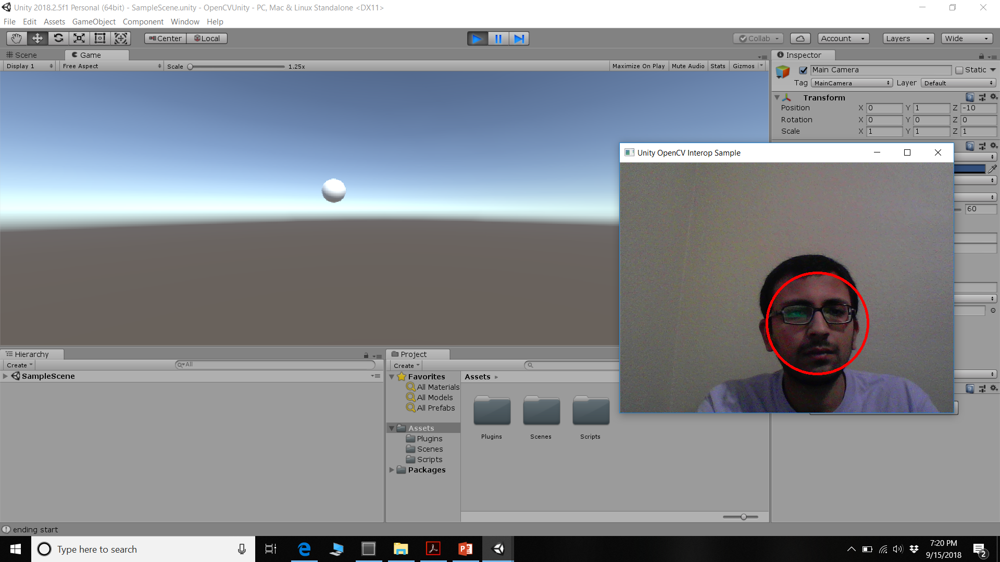 Unity 2018.2.5f1 Personal (64bit) - SampleScene.unity - OpenCVUnity - PC, Mac & Linux Standalone <DX11>
File Edit Assets GameObject Component Window Help
Center Local Collab Account Layers Wide
Scene Game Inspector
Display 1 Free Aspect Scale 1.25x Maximize On Play Mute Audio Stats Gizmos
Main Camera Static
Tag MainCamera Layer Default
Transform
Position X 0 Y 1 Z -10
Rotation X 0 Y 0 Z 0
Scale X 1 Y 1 Z 1
Unity OpenCV Interop Sample
60
Hierarchy
Create All
SampleScene
Project
Create
Favorites
All Materials
All Models
All Prefabs
Assets
Plugins
Scenes
Scripts
Packages
Assets
Plugins Scenes Scripts
ending start
Type here to search
7:20 PM
9/15/2018
2